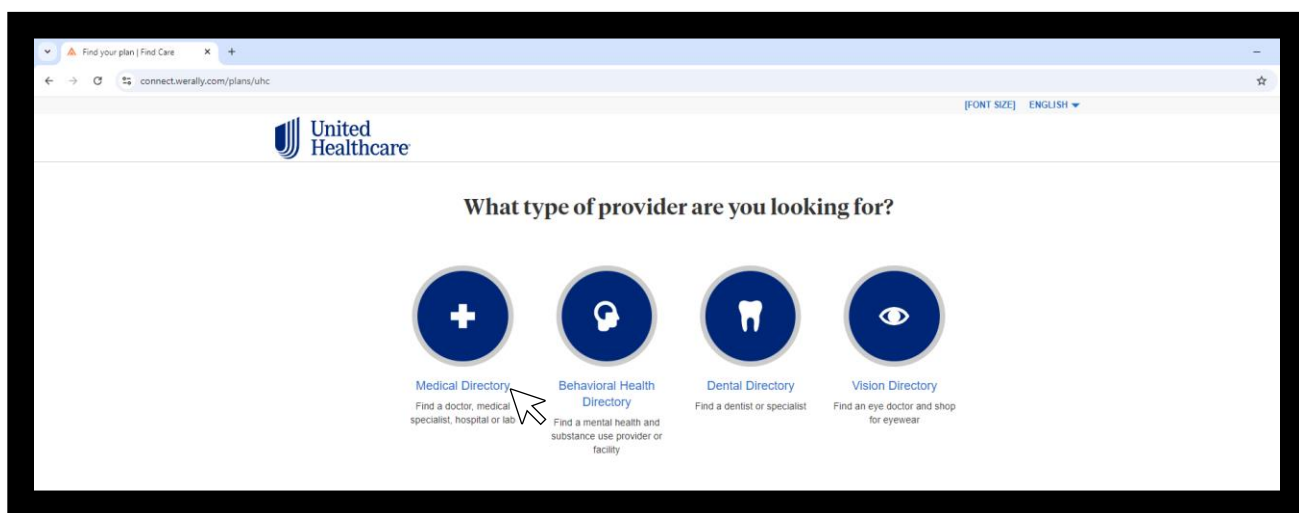 Find your plan | Find Care
connect.werally.com/plans/uhc
[FONT SIZE] ENGLISH
United
Healthcare
What type of provider are you looking for?
Medical Directory
Find a doctor, medical
specialist, hospital or lab
Behavioral Health
Directory
Find a mental health and
substance use provider or
facility
Dental Directory
Find a dentist or specialist
Vision Directory
Find an eye doctor and shop
for eyewear